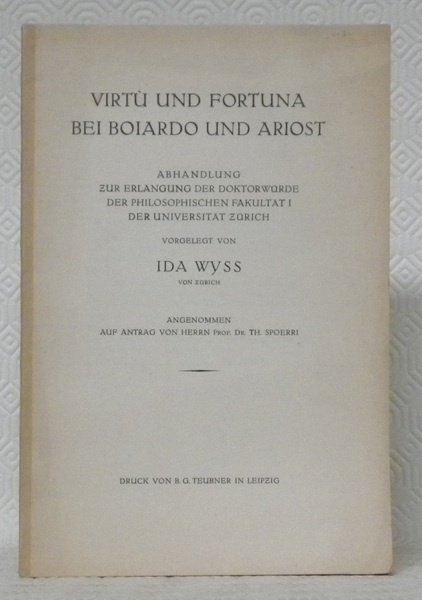 VIRTÙ UND FORTUNA
BEI BOIARDO UND ARIOST
ABHANDLUNG
ZUR ERLANGUNG DER DOKTORWÜRDE
DER PHILOSOPHISCHEN FAKULTÄT I
DER UNIVERSITÄT ZÜRICH
VORGELEGT VON
IDA WYSS
VON ZÜRICH
ANGENOMMEN
AUF ANTRAG VON HERRN PROF. DR. TH. SPOERRI
DRUCK VON B. G. TEUBNER IN LEIPZIG